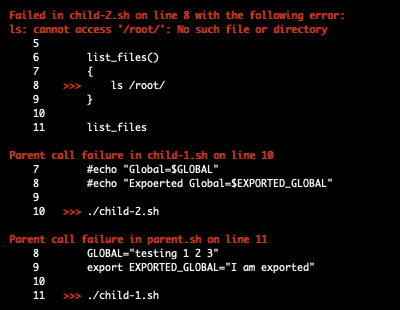 Failed in child-2.sh on line 8 with the following error:
ls: cannot access '/root/': No such file or directory
5
6 list_files()
7 {
8 >>> ls /root/
9 }
10
11 list_files
Parent call failure in child-1.sh on line 10
7 #echo "Global=$GLOBAL"
8 #echo "Expoerted Global=$EXPORTED_GLOBAL"
9
10 >>> ./child-2.sh
Parent call failure in parent.sh on line 11
8 GLOBAL="testing 1 2 3"
9 export EXPORTED_GLOBAL="I am exported"
10
11 >>> ./child-1.sh